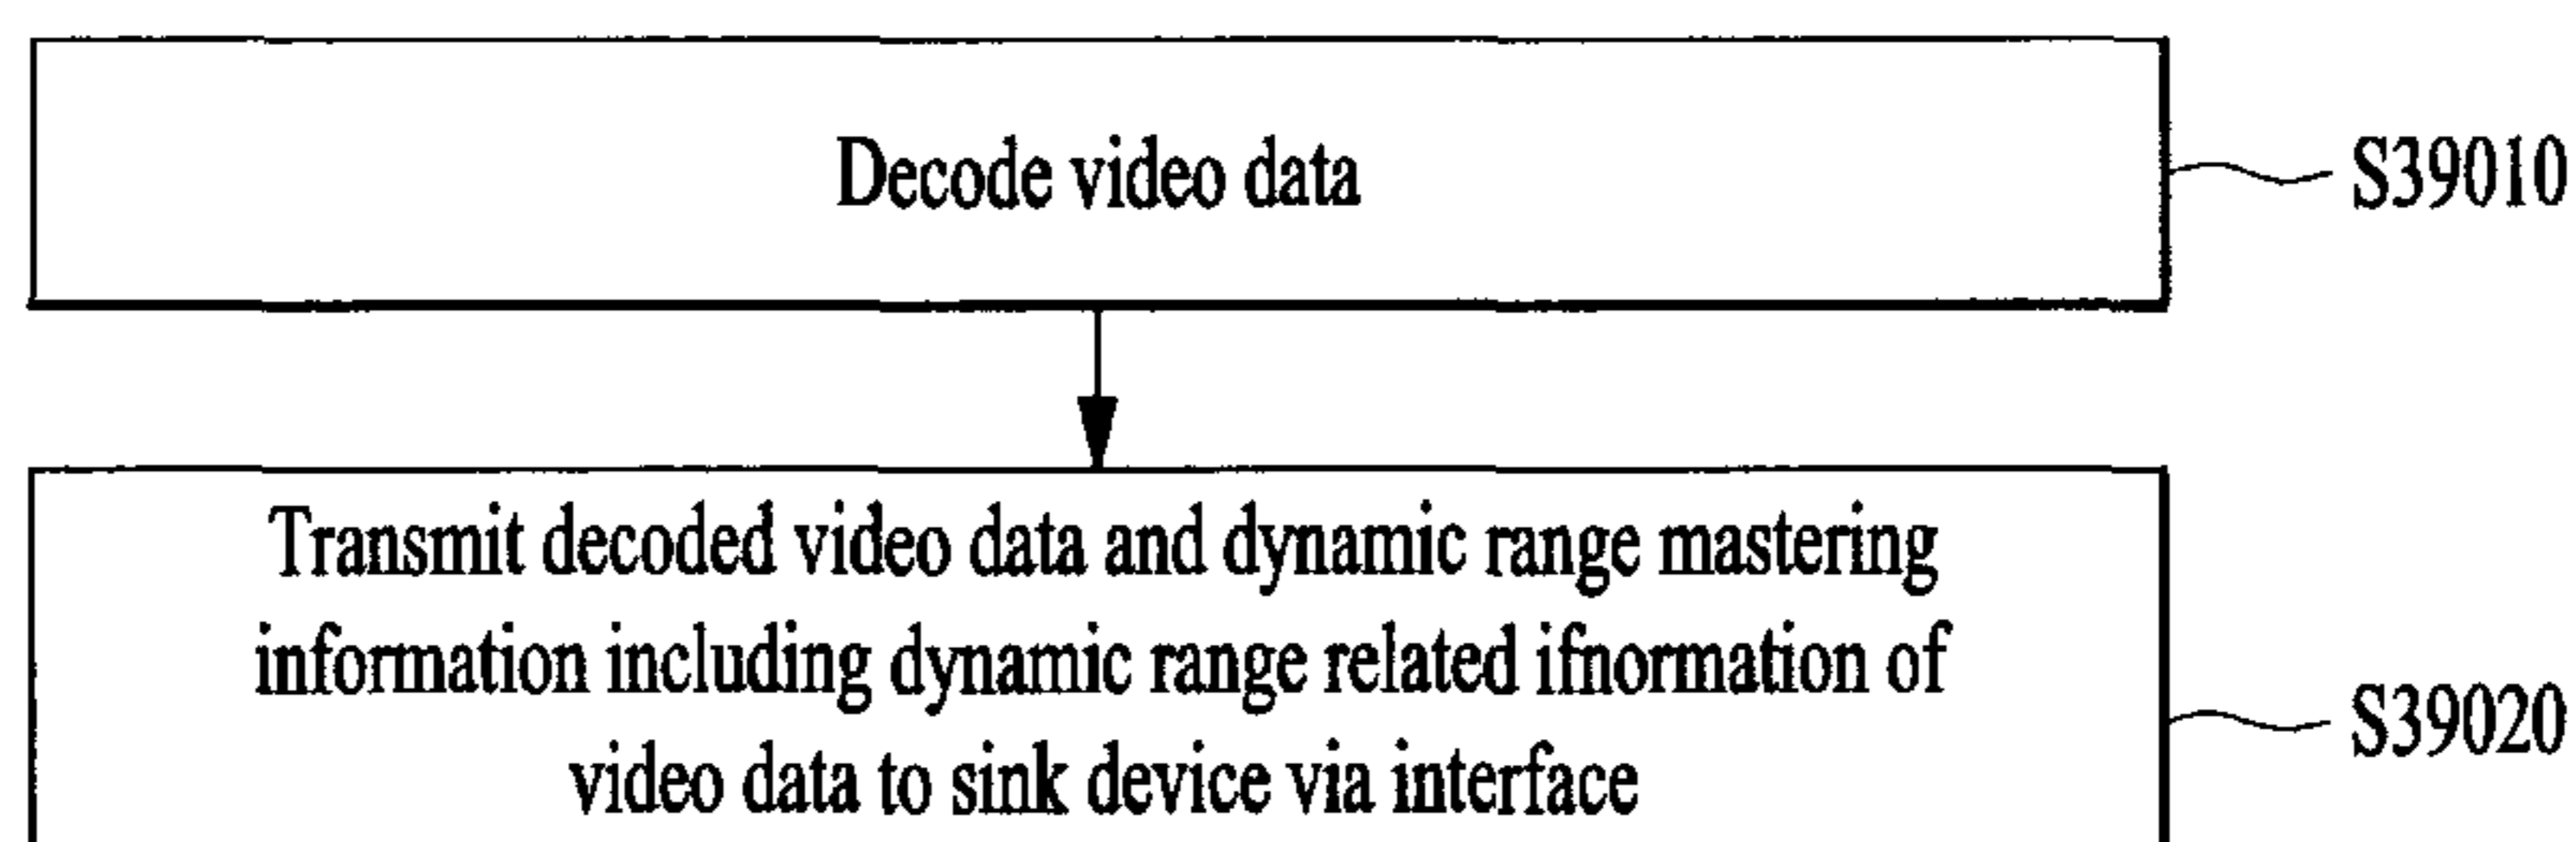 Decode video data
S39010
Transmit decoded video data and dynamic range mastering
information including dynamic range related ifnormation of
video data to sink device via interface
S39020